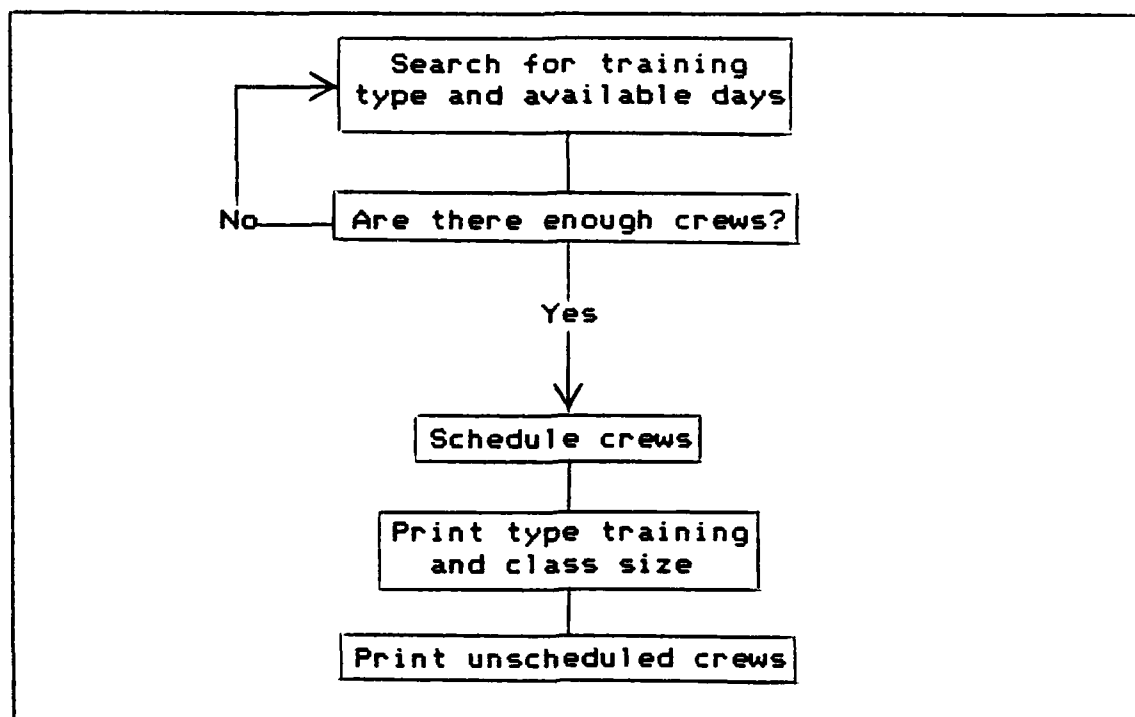 Search for training
type and available days
No
Are there enough crews?
Yes
Schedule crews
Print type training
and class size
Print unscheduled crews